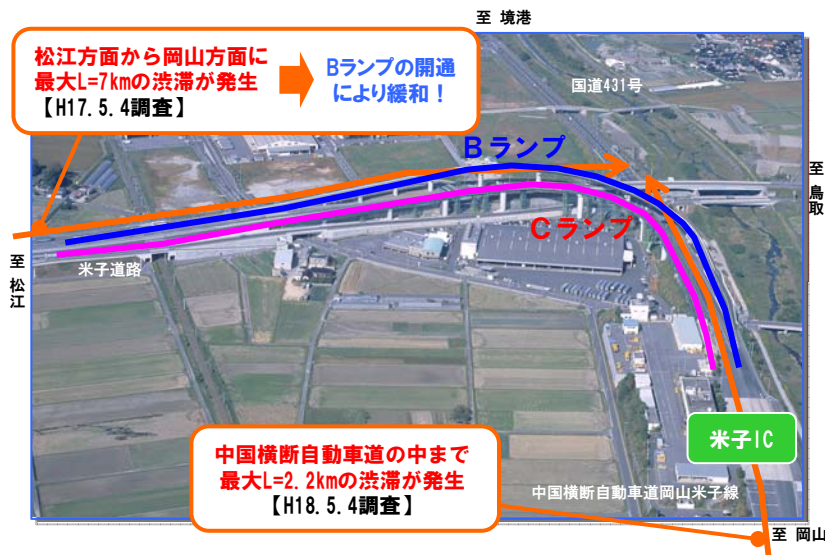 至 境港
松江方面から岡山方面に
最大L=7kmの渋滞が発生
【H17.5.4調査】
Bランプの開通
により緩和！
国道431号
Bランプ
至 鳥取
Cランプ
至 松江
米子道路
米子IC
中国横断自動車道の中まで
最大L=2.2kmの渋滞が発生
【H18.5.4調査】
中国横断自動車道岡山米子線
至 岡山